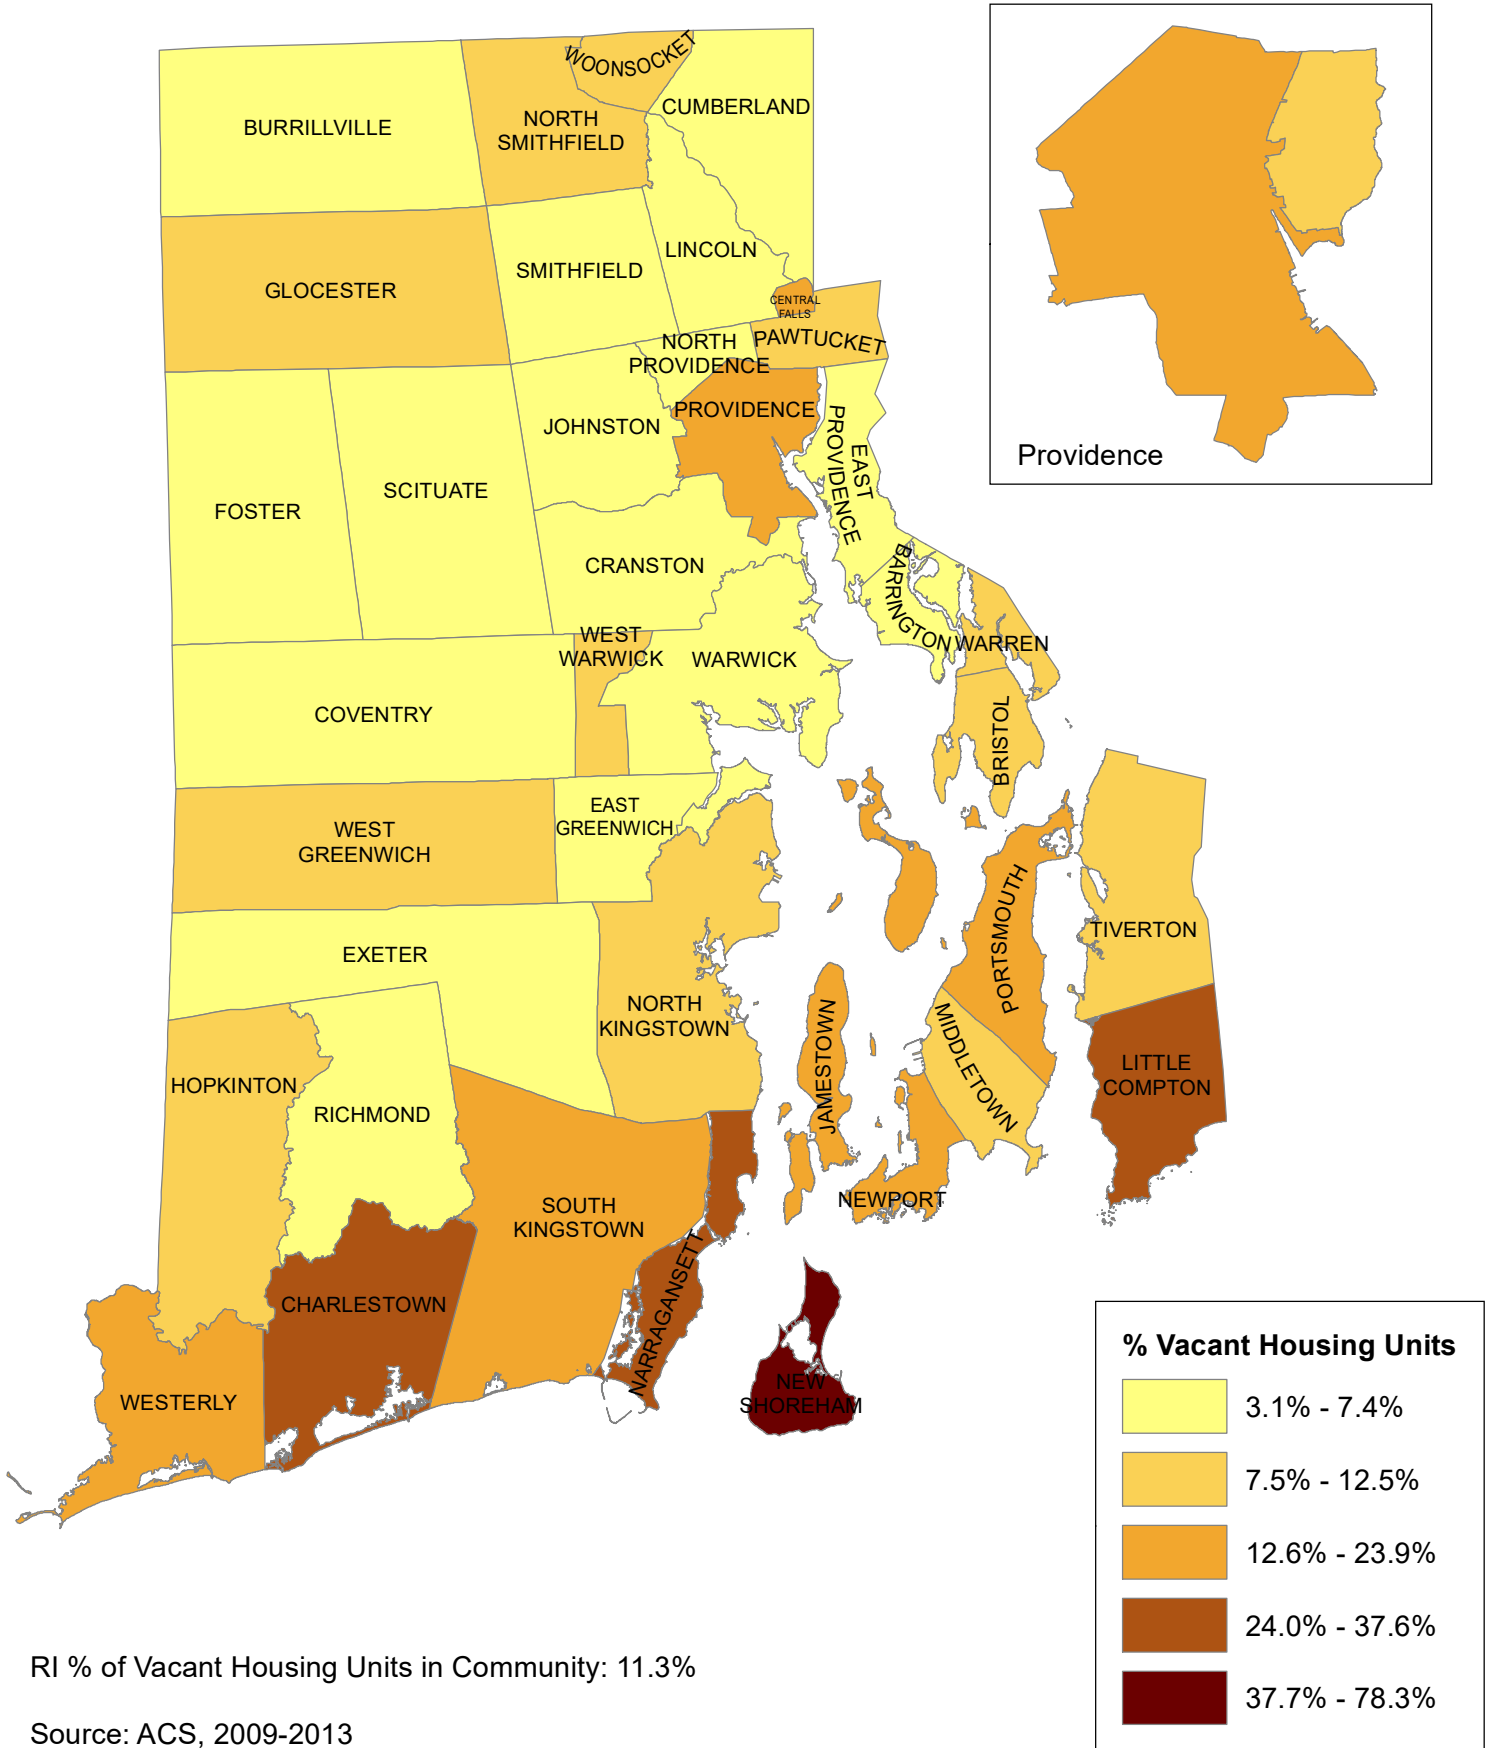 WOONSOCKET
CUMBERLAND
BURRILLVILLE
NORTH
SMITHFIELD
LINCOLN
SMITHFIELD
GLOCESTER
CENTRAL
FALLS
PAWTUCKET
NORTH
PROVIDENCE
PROVIDENCE
JOHNSTON
EAST
PROVIDENCE
SCITUATE
FOSTER
CRANSTON
BARRINGTON
WARREN
WEST
WARWICK
WARWICK
COVENTRY
BRISTOL
EAST
GREENWICH
WEST
GREENWICH
PORTSMOUTH
TIVERTON
EXETER
NORTH
KINGSTOWN
JAMESTOWN
MIDDLETOWN
LITTLE
COMPTON
HOPKINTON
RICHMOND
NEWPORT
SOUTH
KINGSTOWN
NARRAGANSETT
CHARLESTOWN
WESTERLY
NEW
SHOREHAM
Providence
% Vacant Housing Units
3.1% - 7.4%
7.5% - 12.5%
12.6% - 23.9%
24.0% - 37.6%
37.7% - 78.3%
RI % of Vacant Housing Units in Community: 11.3%
Source: ACS, 2009-2013